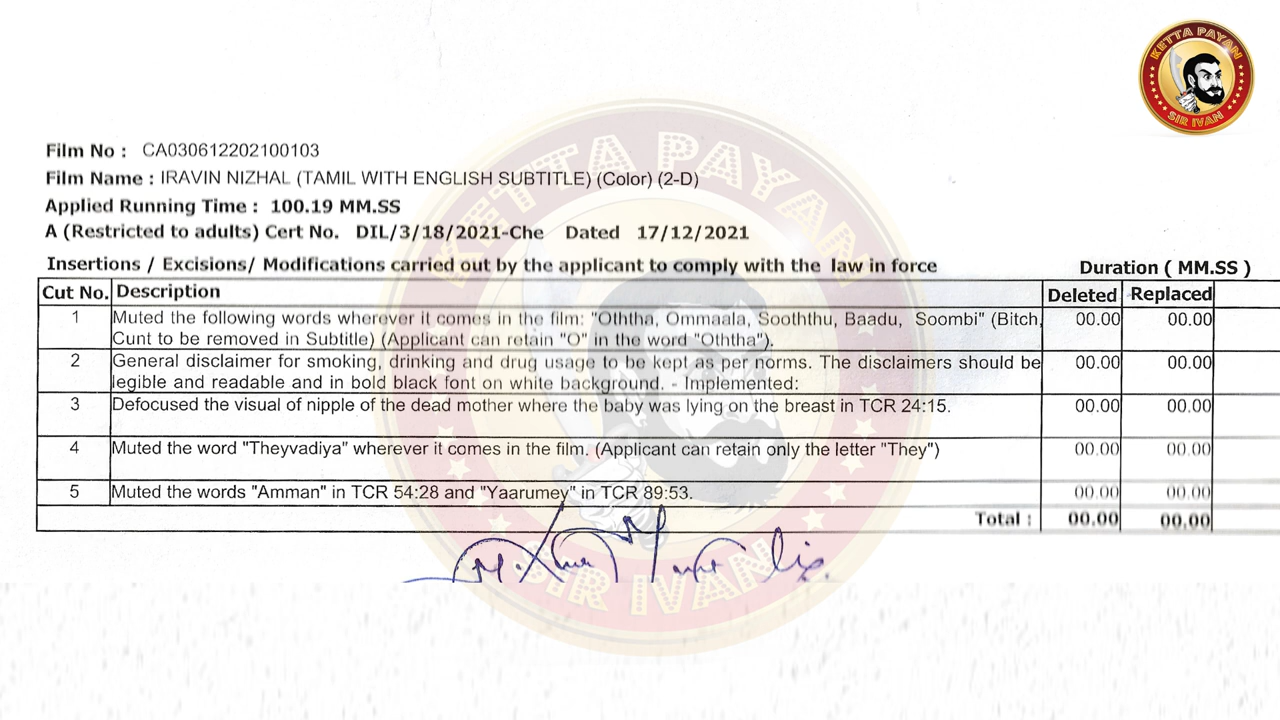 KETTA PAYAN
SIR IVAN
Film No : CA030612202100103
Film Name : IRAVIN NIZHAL (TAMIL WITH ENGLISH SUBTITLE) (Color) (2-D)
Applied Running Time : 100.19 MM.SS
A (Restricted to adults) Cert No. DIL/3/18/2021-Che Dated 17/12/2021
Insertions / Excisions/ Modifications carried out by the applicant to comply with the law in force Duration ( MM.SS )
Cut No. Description Deleted Replaced
1 Muted the following words wherever it comes in the film: "Oththa, Ommaala, Sooththu, Baadu, Soombi" (Bitch, 00.00 00.00
Cunt to be removed in Subtitle) (Applicant can retain "O" in the word "Oththa").
2 General disclaimer for smoking, drinking and drug usage to be kept as per norms. The disclaimers should be 00.00 00.00
legible and readable and in bold black font on white background. - Implemented:
3 Defocused the visual of nipple of the dead mother where the baby was lying on the breast in TCR 24:15. 00.00 00.00
4 Muted the word "Theyvadiya" wherever it comes in the film. (Applicant can retain only the letter "They") 00.00 00.00
5 Muted the words "Amman" in TCR 54:28 and "Yaarumey" in TCR 89:53. 00.00 00.00
Total : 00.00 00.00
KETTA PAYAN
SIR IVAN